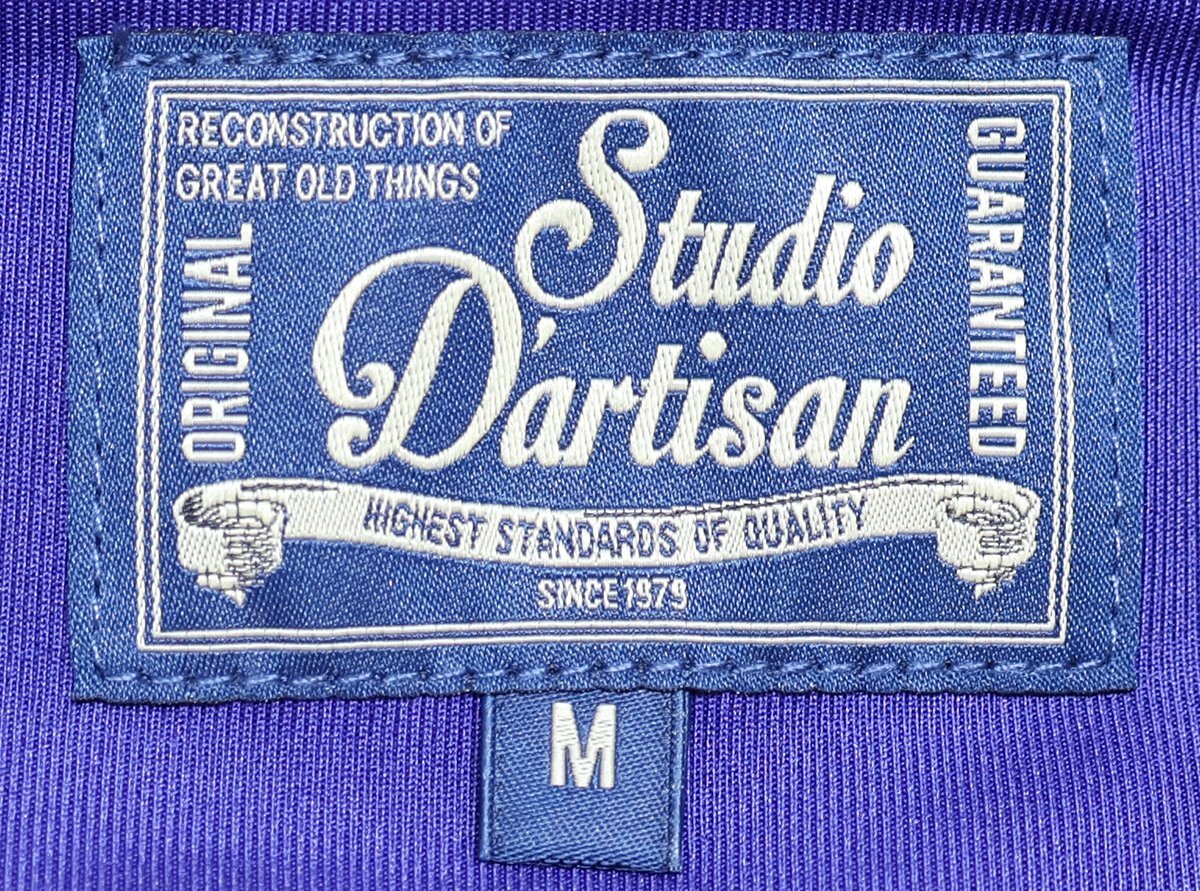 RECONSTRUCTION OF
GREAT OLD THINGS
ORIGINAL
Studio
D'artisan
GUARANTEED
HIGHEST STANDARDS OF QUALITY
SINCE 1979
M